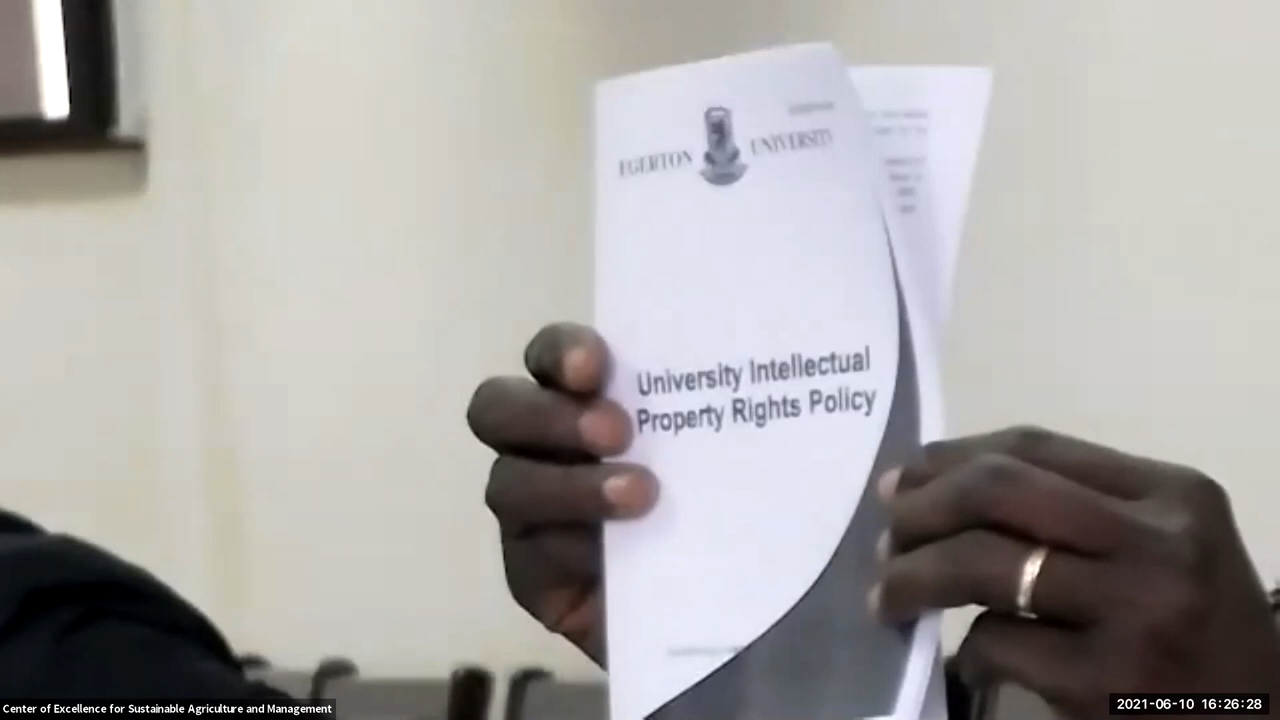 EGERTON UNIVERSITY
University Intellectual
Property Rights Policy
Center of Excellence for Sustainable Agriculture and Management
2021-06-10 16:26:28